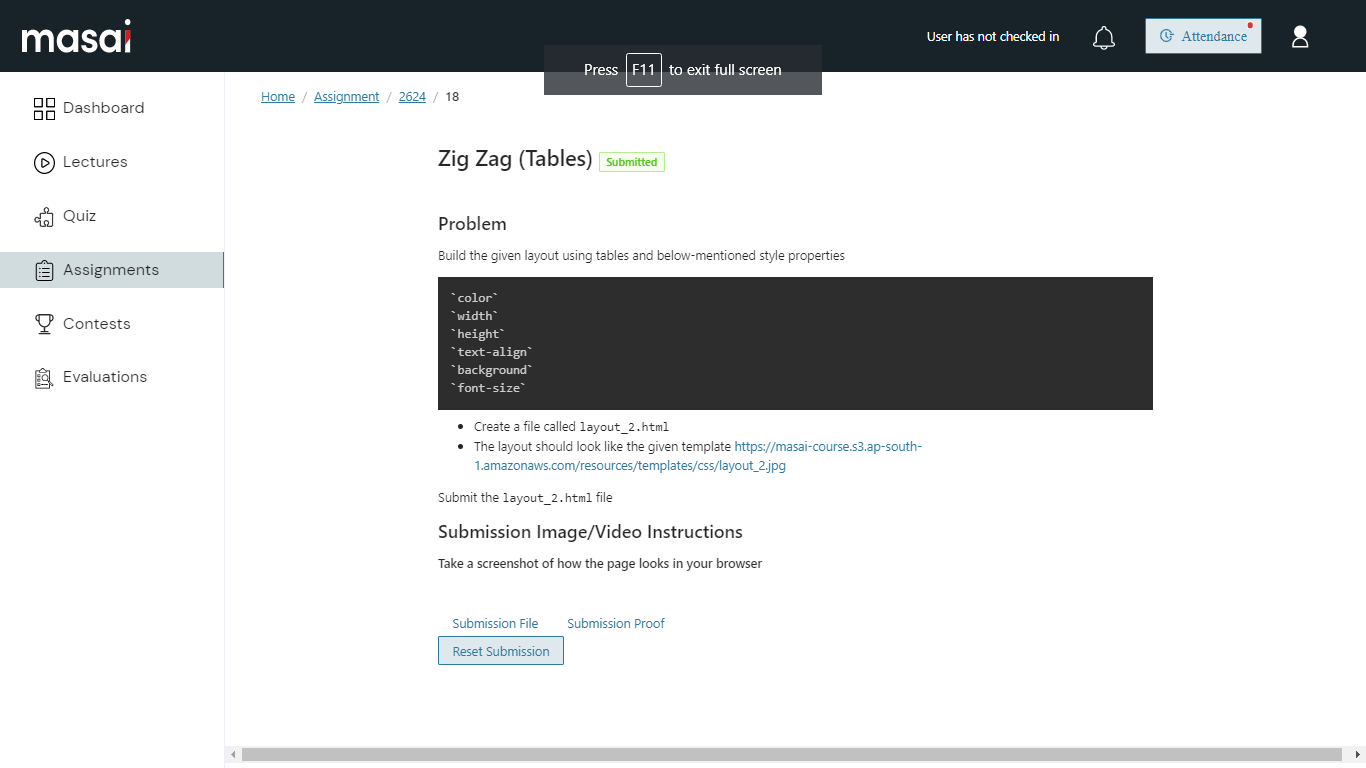 masai
User has not checked in
Attendance
Press F11 to exit full screen
Dashboard
Lectures
Quiz
Assignments
Contests
Evaluations
Home / Assignment / 2624 / 18
Zig Zag (Tables) Submitted
Problem
Build the given layout using tables and below-mentioned style properties
`color`
`width`
`height`
`text-align`
`background`
`font-size`
• Create a file called layout_2.html
• The layout should look like the given template https://masai-course.s3.ap-south-
1.amazonaws.com/resources/templates/css/layout_2.jpg
Submit the layout_2.html file
Submission Image/Video Instructions
Take a screenshot of how the page looks in your browser
Submission File Submission Proof
Reset Submission